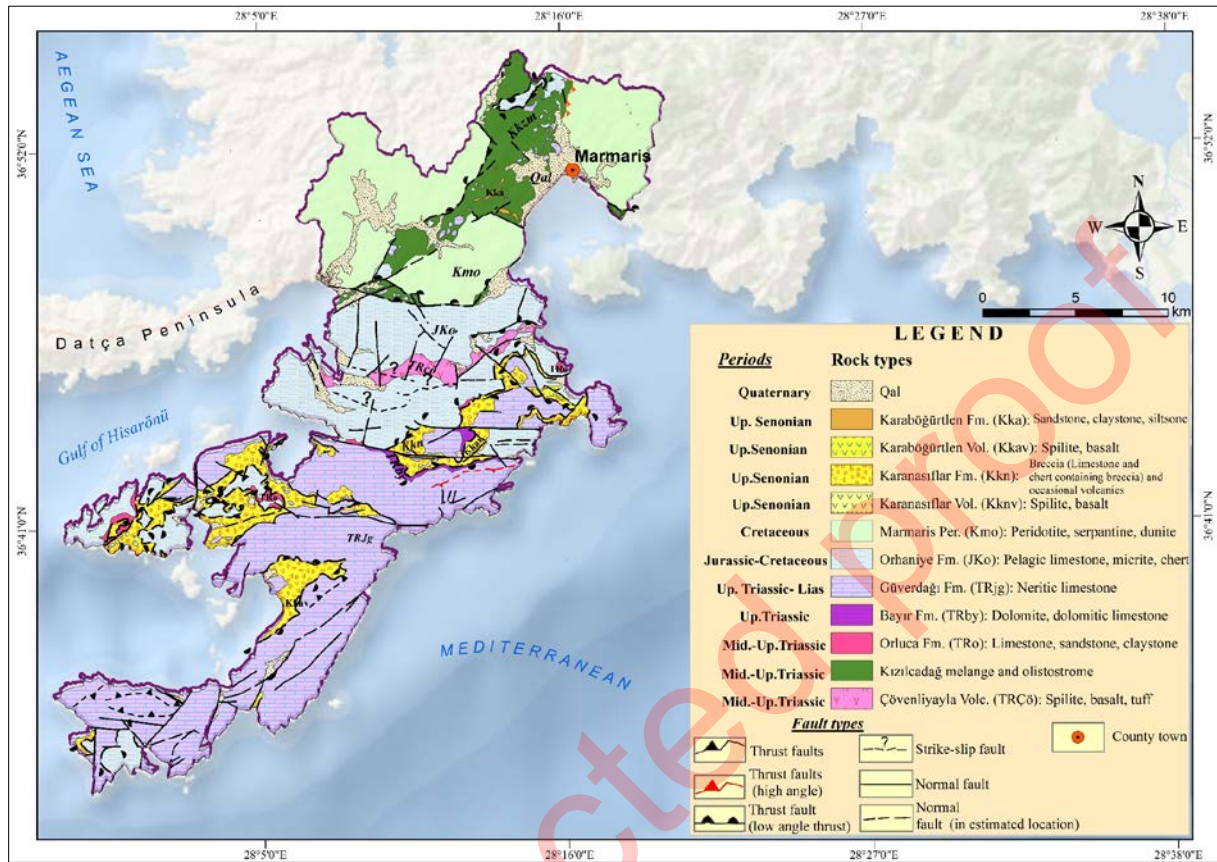 28°5'0"E
28°16'0"E
28°27'0"E
28°38'0"E
36°52'0"N
36°52'0"N
AEGEAN SEA
Kkzm
Marmaris
Qal
Kka
Kmo
N
W E
S
Datça Peninsula
0 5 10
km
JKo
TRcö
Gulf of Hisarönü
Kkn
36°41'0"N
36°41'0"N
TRJg
MEDITERRANEAN
LEGEND
Periods Rock types
Quaternary Qal
Up. Senonian Karaböğürtlen Fm. (Kka): Sandstone, claystone, siltsone
Up.Senonian Karaböğürtlen Vol. (Kkav): Spilite, basalt
Up.Senonian Karanasıflar Fm. (Kkn): Breccia (Limestone and
chert containing breccia) and
occasional volcanics
Up.Senonian Karanasıflar Vol. (Kknv): Spilite, basalt
Cretaceous Marmaris Per. (Kmo): Peridotite, serpantine, dunite
Jurassic-Cretaceous Orhaniye Fm. (JKo): Pelagic limestone, micrite, chert
Up. Triassic- Lias Güverdağı Fm. (TRjg): Neritic limestone
Up.Triassic Bayır Fm. (TRby): Dolomite, dolomitic limestone
Mid.-Up.Triassic Orluca Fm. (TRo): Limestone, sandstone, claystone
Mid.-Up.Triassic Kızılcadağ melange and olistostrome
Mid.-Up.Triassic Çövenliyayla Volc. (TRÇö): Spilite, basalt, tuff
Fault types
Thrust faults
Thrust faults
(high angle)
Thrust fault
(low angle thrust)
?
Strike-slip fault
Normal fault
Normal
fault (in estimated location)
County town
28°5'0"E
28°16'0"E
28°27'0"E
28°38'0"E
cted proof